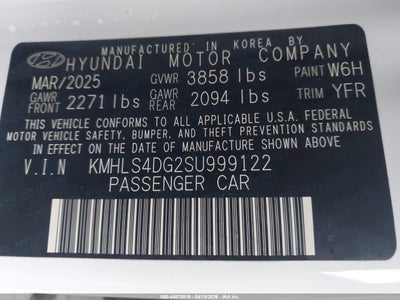 MANUFACTURED IN KOREA BY
HYUNDAI MOTOR COMPANY
MAR/2025 GVWR 3858 lbs PAINT W6H
GAWR FRONT 2271 lbs GAWR REAR 2094 lbs TRIM YFR
THIS VEHICLE CONFORMS TO ALL APPLICABLE U.S.A. FEDERAL
MOTOR VEHICLE SAFETY, BUMPER, AND THEFT PREVENTION
STANDARDS IN EFFECT ON THE DATE OF MANUFACTURE SHOWN ABOVE
V.I.N KMHLS4DG2SU999122
PASSENGER CAR